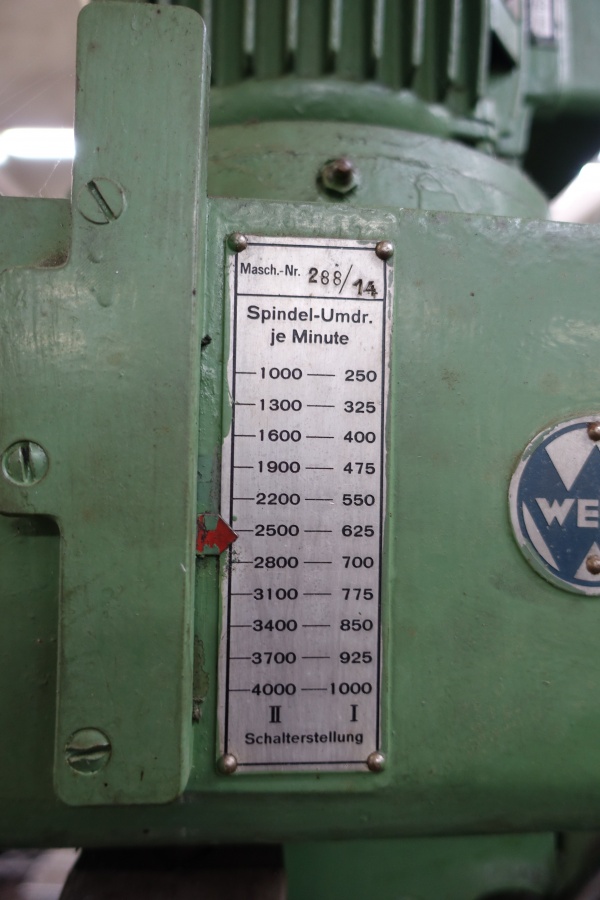 Masch.-Nr. 288/14
Spindel-Umdr.
je Minute
1000 — 250
1300 — 325
1600 — 400
1900 — 475
2200 — 550
2500 — 625
2800 — 700
3100 — 775
3400 — 850
3700 — 925
4000 — 1000
II I
Schalterstellung
WE